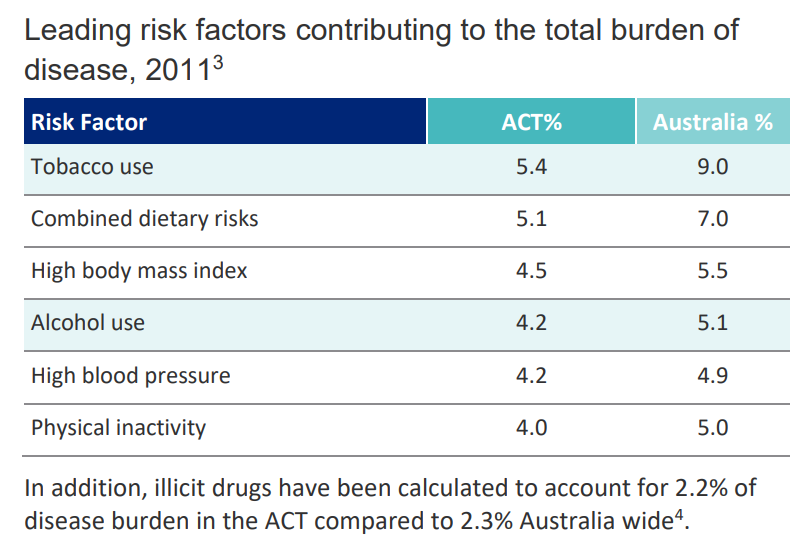 Leading risk factors contributing to the total burden of
disease, 2011³
Risk Factor ACT% Australia %
Tobacco use 5.4 9.0
Combined dietary risks 5.1 7.0
High body mass index 4.5 5.5
Alcohol use 4.2 5.1
High blood pressure 4.2 4.9
Physical inactivity 4.0 5.0
In addition, illicit drugs have been calculated to account for 2.2% of
disease burden in the ACT compared to 2.3% Australia wide⁴.